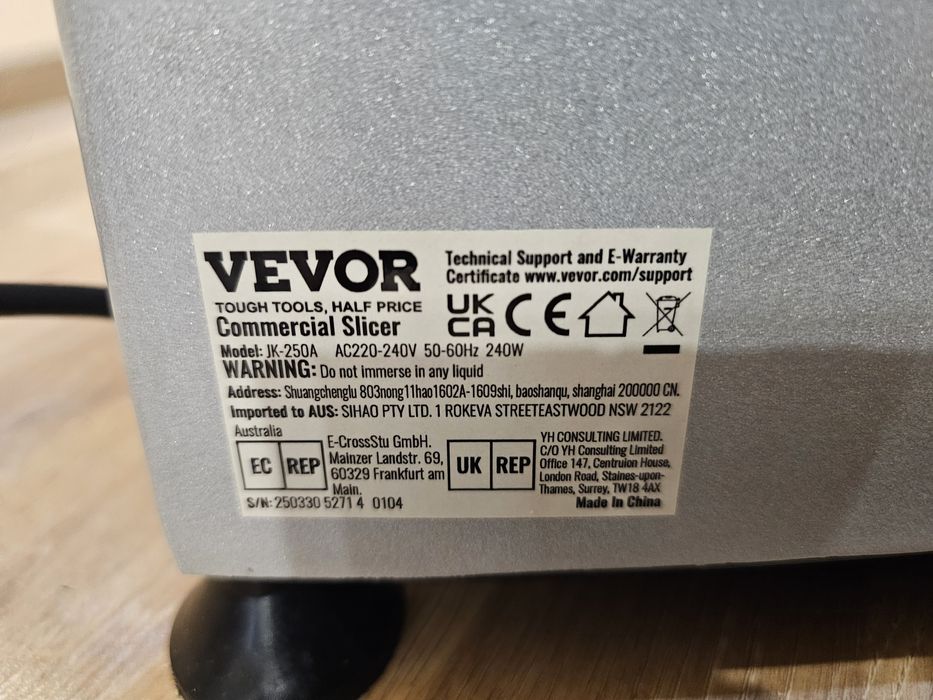 VEVOR
TOUGH TOOLS, HALF PRICE
Technical Support and E-Warranty
Certificate www.vevor.com/support
UK
CA CE
Commercial Slicer
Model: JK-250A AC220-240V 50-60Hz 240W
WARNING: Do not immerse in any liquid
Address: Shuangchenglu 803nong11hao1602A-1609shi, baoshanqu, shanghai 200000 CN.
Imported to AUS: SIHAO PTY LTD. 1 ROKEVA STREETEASTWOOD NSW 2122
Australia
EC REP
E-CrossStu GmbH.
Mainzer Landstr. 69,
60329 Frankfurt am
Main.
UK REP
YH CONSULTING LIMITED.
C/O YH Consulting Limited
Office 147, Centruion House,
London Road, Staines-upon-
Thames, Surrey, TW18 4AX
S/N: 250330 5271 4 0104
Made In China